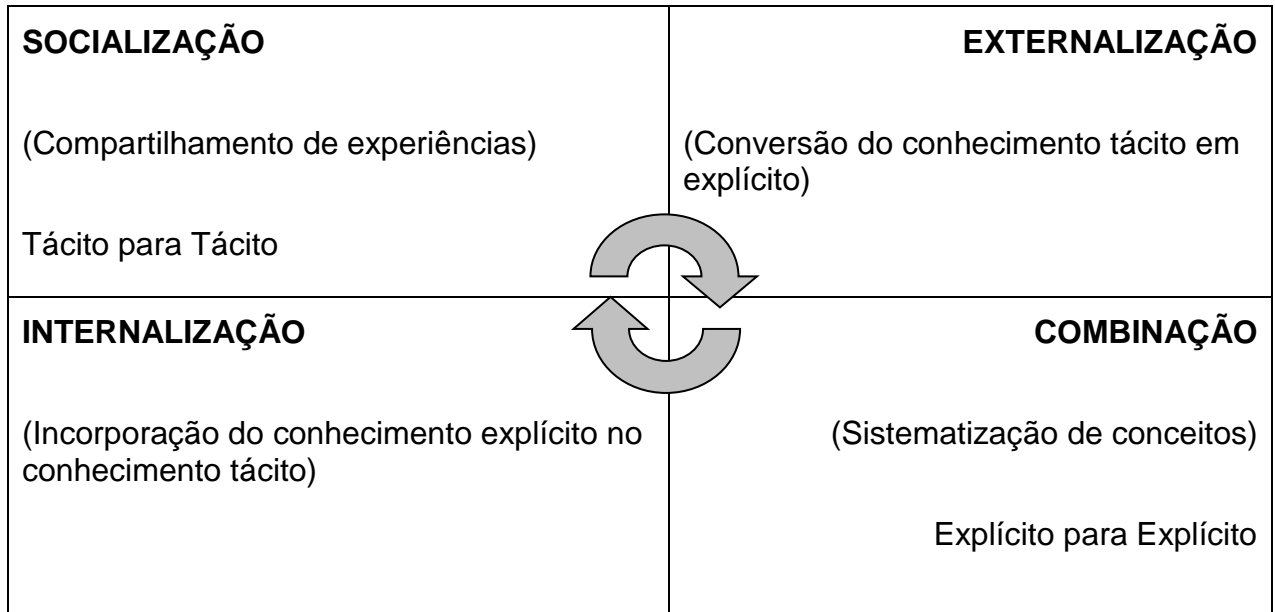 SOCIALIZAÇÃO
(Compartilhamento de experiências)
Tácito para Tácito
EXTERNALIZAÇÃO
(Conversão do conhecimento tácito em
explícito)
INTERNALIZAÇÃO
(Incorporação do conhecimento explícito no
conhecimento tácito)
COMBINAÇÃO
(Sistematização de conceitos)
Explícito para Explícito